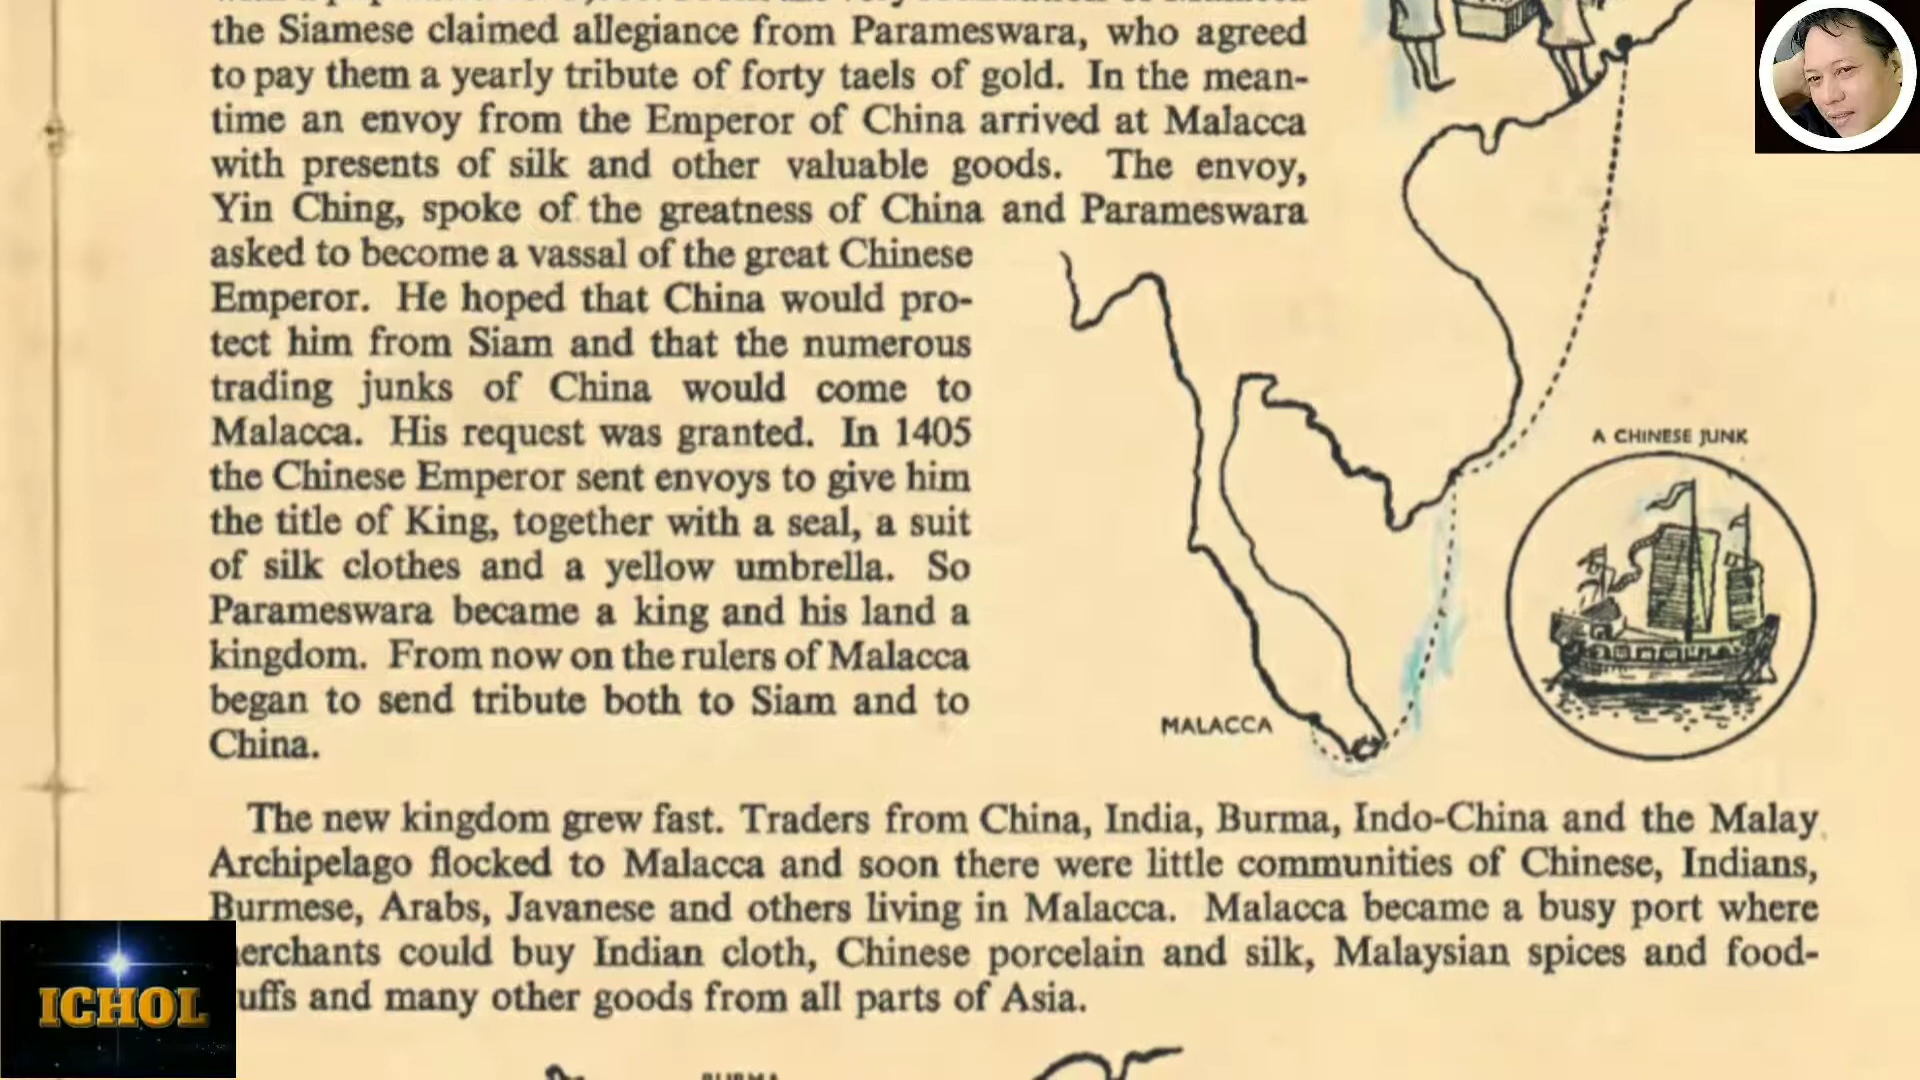 the Siamese claimed allegiance from Parameswara, who agreed
to pay them a yearly tribute of forty taels of gold. In the mean-
time an envoy from the Emperor of China arrived at Malacca
with presents of silk and other valuable goods. The envoy,
Yin Ching, spoke of the greatness of China and Parameswara
asked to become a vassal of the great Chinese
Emperor. He hoped that China would pro-
tect him from Siam and that the numerous
trading junks of China would come to
Malacca. His request was granted. In 1405
the Chinese Emperor sent envoys to give him
the title of King, together with a seal, a suit
of silk clothes and a yellow umbrella. So
Parameswara became a king and his land a
kingdom. From now on the rulers of Malacca
began to send tribute both to Siam and to
China.
A CHINESE JUNK
MALACCA
The new kingdom grew fast. Traders from China, India, Burma, Indo-China and the Malay
Archipelago flocked to Malacca and soon there were little communities of Chinese, Indians,
Burmese, Arabs, Javanese and others living in Malacca. Malacca became a busy port where
erchants could buy Indian cloth, Chinese porcelain and silk, Malaysian spices and food-
uffs and many other goods from all parts of Asia.
ICHOL
BURMA